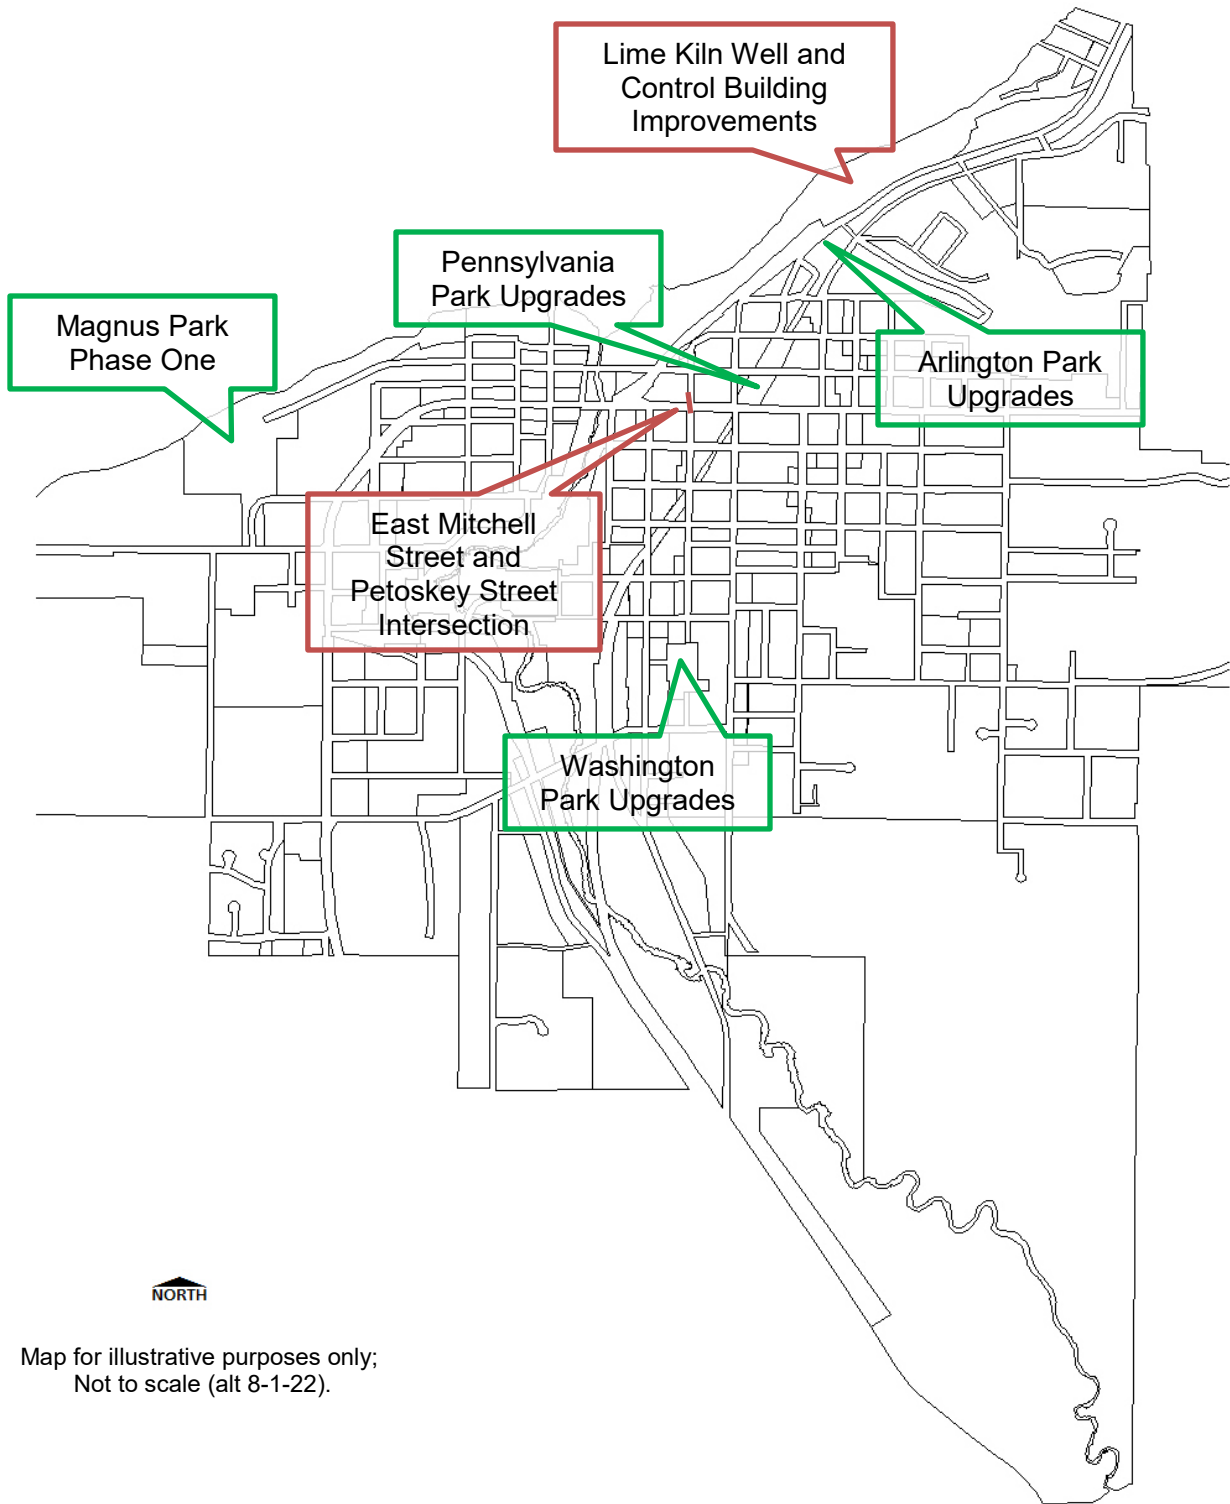 Lime Kiln Well and
Control Building
Improvements
Pennsylvania
Park Upgrades
Magnus Park
Phase One
Arlington Park
Upgrades
East Mitchell
Street and
Petoskey Street
Intersection
Washington
Park Upgrades
NORTH
Map for illustrative purposes only;
Not to scale (alt 8-1-22).